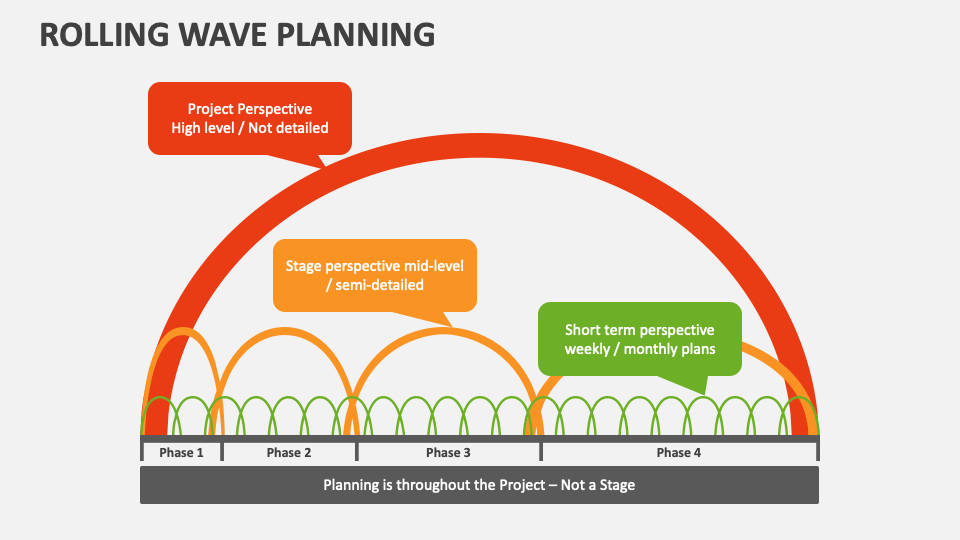 ROLLING WAVE PLANNING
Project Perspective
High level / Not detailed
Stage perspective mid-level
/ semi-detailed
Short term perspective
weekly / monthly plans
Phase 1
Phase 2
Phase 3
Phase 4
Planning is throughout the Project – Not a Stage